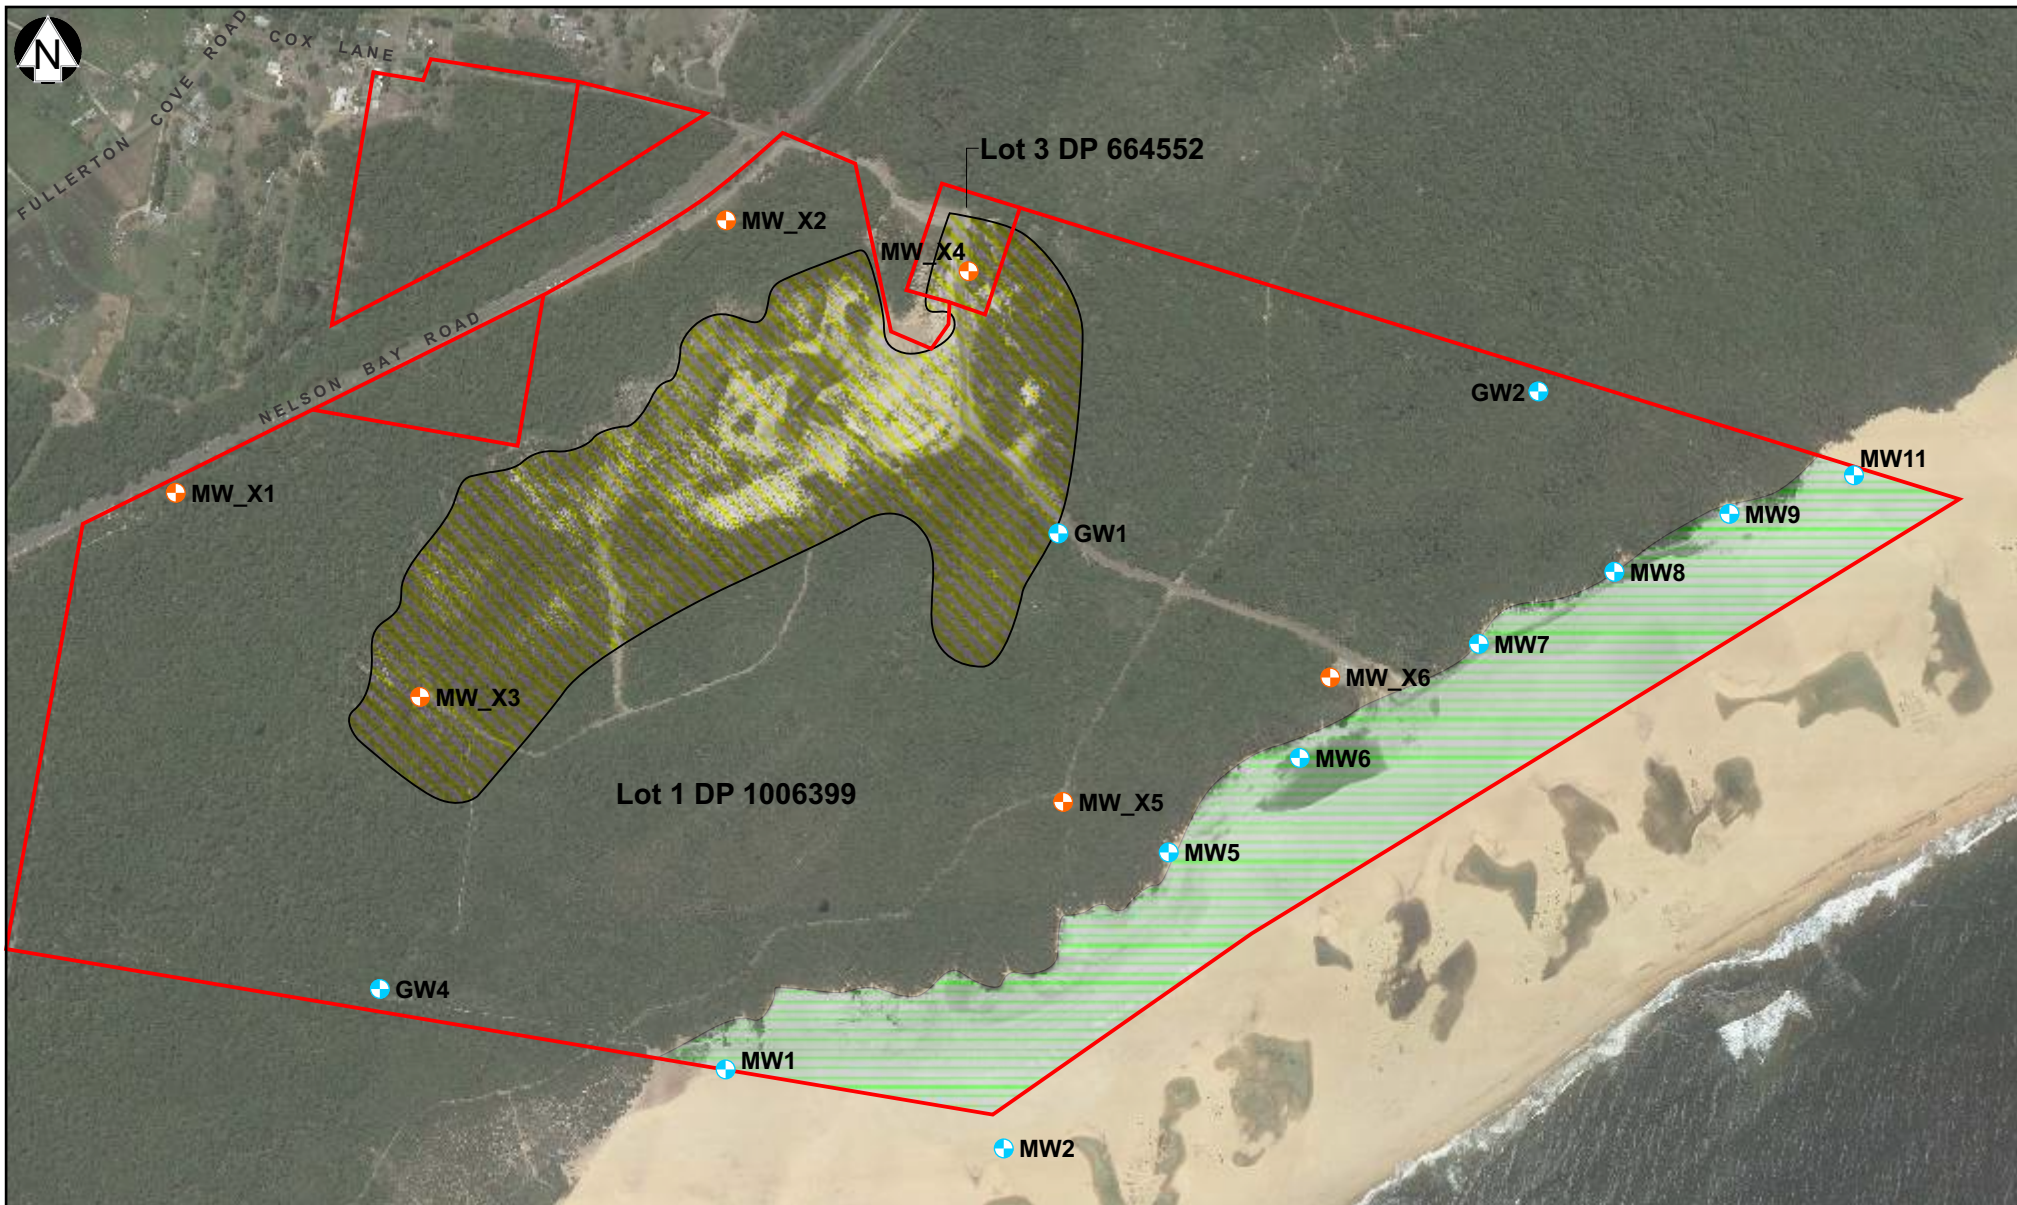 N
COX LANE
FULLERTON COVE ROAD
Lot 3 DP 664552
MW_X2
MW_X4
NELSON BAY ROAD
GW2
MW11
MW_X1
MW9
GW1
MW8
MW7
MW_X6
MW_X3
MW6
Lot 1 DP 1006399
MW_X5
MW5
GW4
MW1
MW2